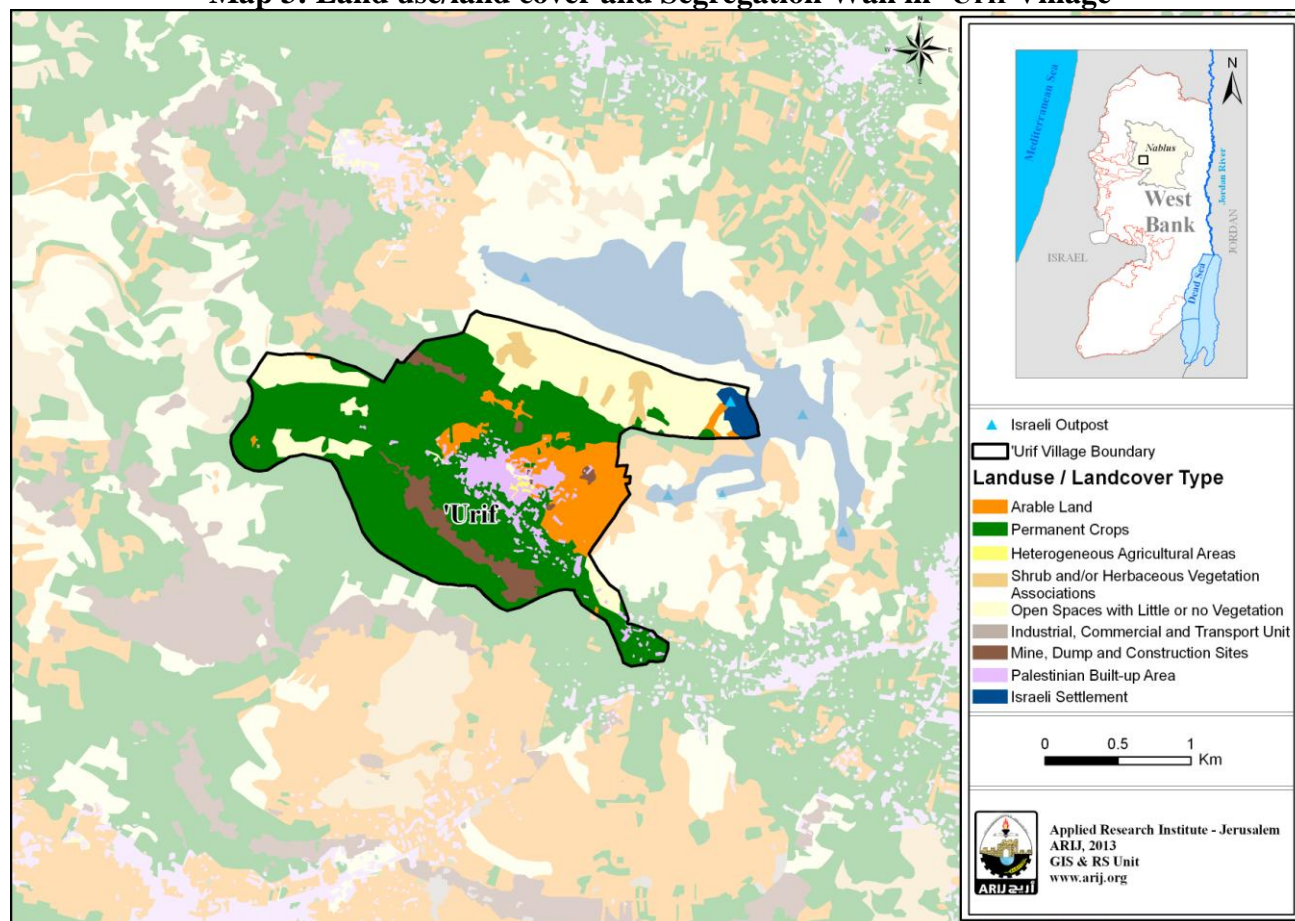 Map 3: Land use/land cover and Segregation Wall in 'Urif Village
N
W
E
S
'Urif
N
Mediterranean Sea
Nablus
West
Bank
Jordan River
JORDAN
ISRAEL
Dead Sea
Israeli Outpost
'Urif Village Boundary
Landuse / Landcover Type
Arable Land
Permanent Crops
Heterogeneous Agricultural Areas
Shrub and/or Herbaceous Vegetation
Associations
Open Spaces with Little or no Vegetation
Industrial, Commercial and Transport Unit
Mine, Dump and Construction Sites
Palestinian Built-up Area
Israeli Settlement
0 0.5 1
Km
Applied Research Institute - Jerusalem
ARIJ, 2013
GIS & RS Unit
www.arij.org
ARIJ أريج